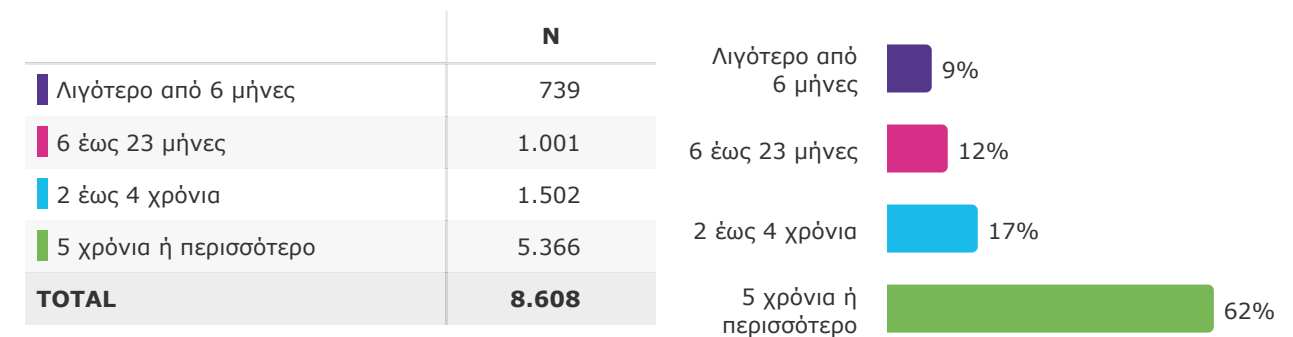 N
Λιγότερο από 6 μήνες 739
6 έως 23 μήνες 1.001
2 έως 4 χρόνια 1.502
5 χρόνια ή περισσότερο 5.366
TOTAL 8.608
Λιγότερο από
6 μήνες
9%
6 έως 23 μήνες 12%
2 έως 4 χρόνια 17%
5 χρόνια ή
περισσότερο
62%